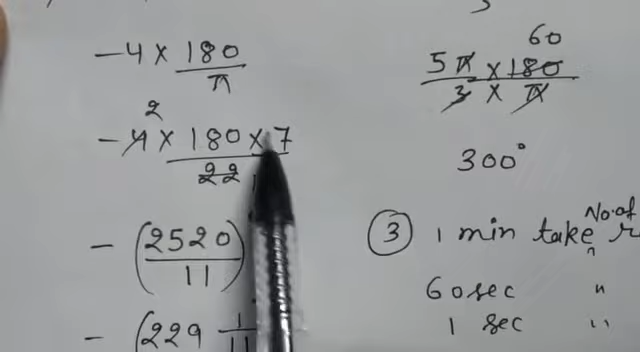 -4 × 180/π
2
-4 × 180 × 7 / 22
-(2520/11)
-(229 1/11
60
5π × 180 / 3 × π
300°
③ 1 min take No. of
60 sec "
1 sec "